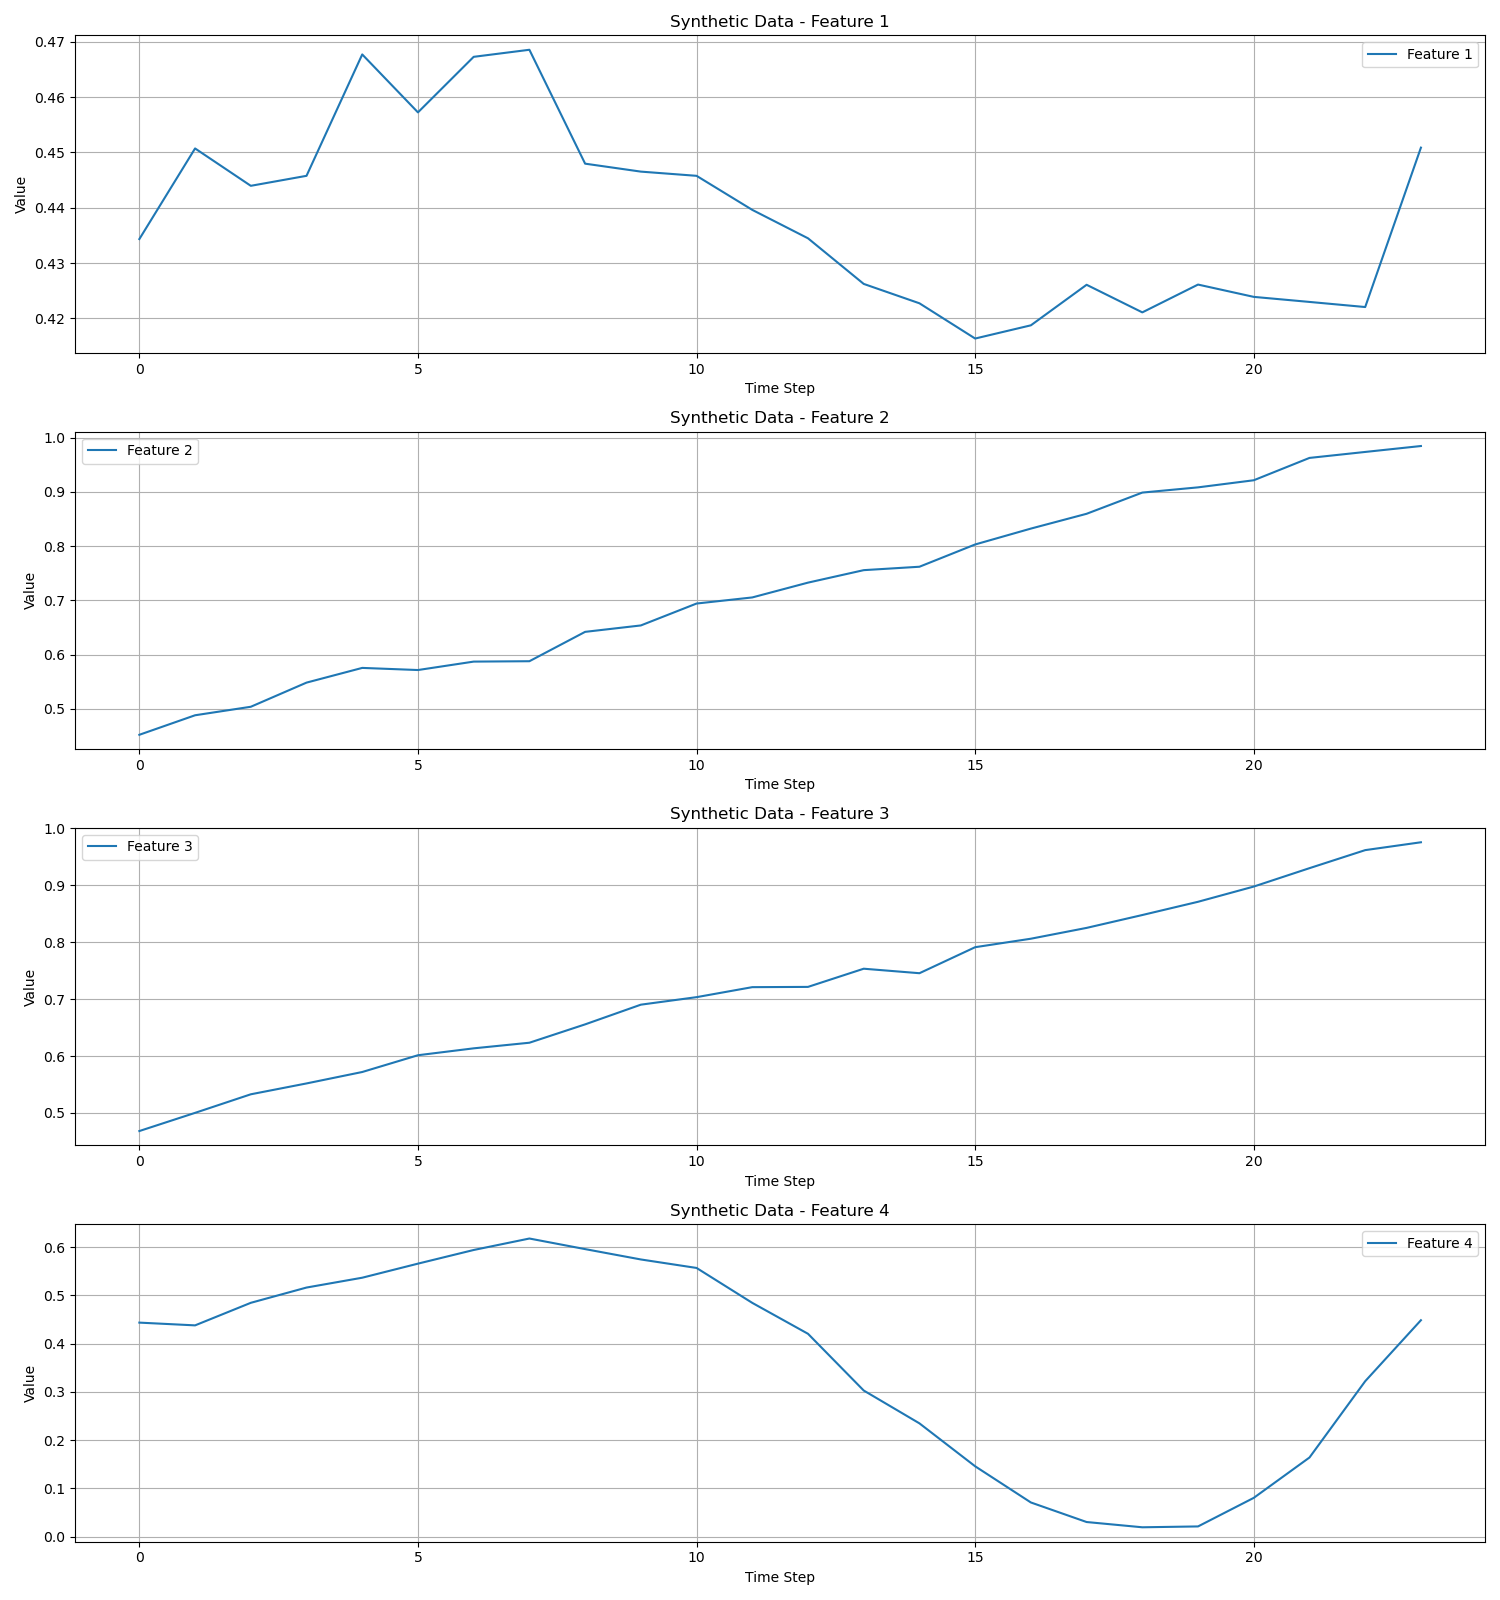 Synthetic Data - Feature 1
Feature 1
0.47
0.46
0.45
0.44
0.43
0.42
Value
0 5 10 15 20
Time Step
Synthetic Data - Feature 2
Feature 2
1.0
0.9
0.8
0.7
0.6
0.5
Value
0 5 10 15 20
Time Step
Synthetic Data - Feature 3
Feature 3
1.0
0.9
0.8
0.7
0.6
0.5
Value
0 5 10 15 20
Time Step
Synthetic Data - Feature 4
Feature 4
0.6
0.5
0.4
0.3
0.2
0.1
0.0
Value
0 5 10 15 20
Time Step